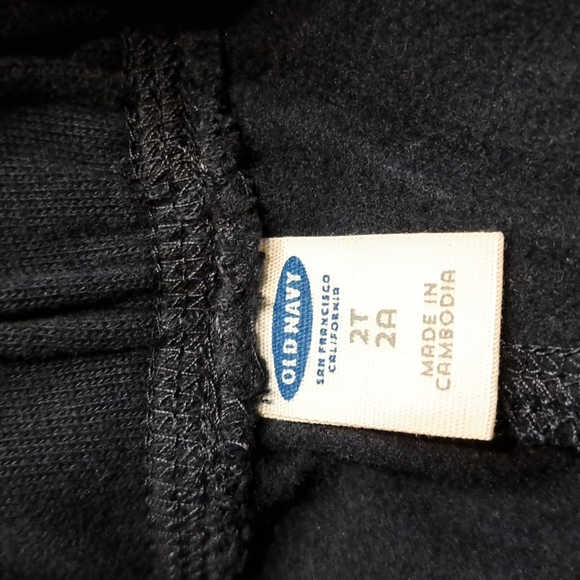 OLD NAVY
SAN FRANCISCO
CALIFORNIA
2T
2A
MADE IN
CAMBODIA